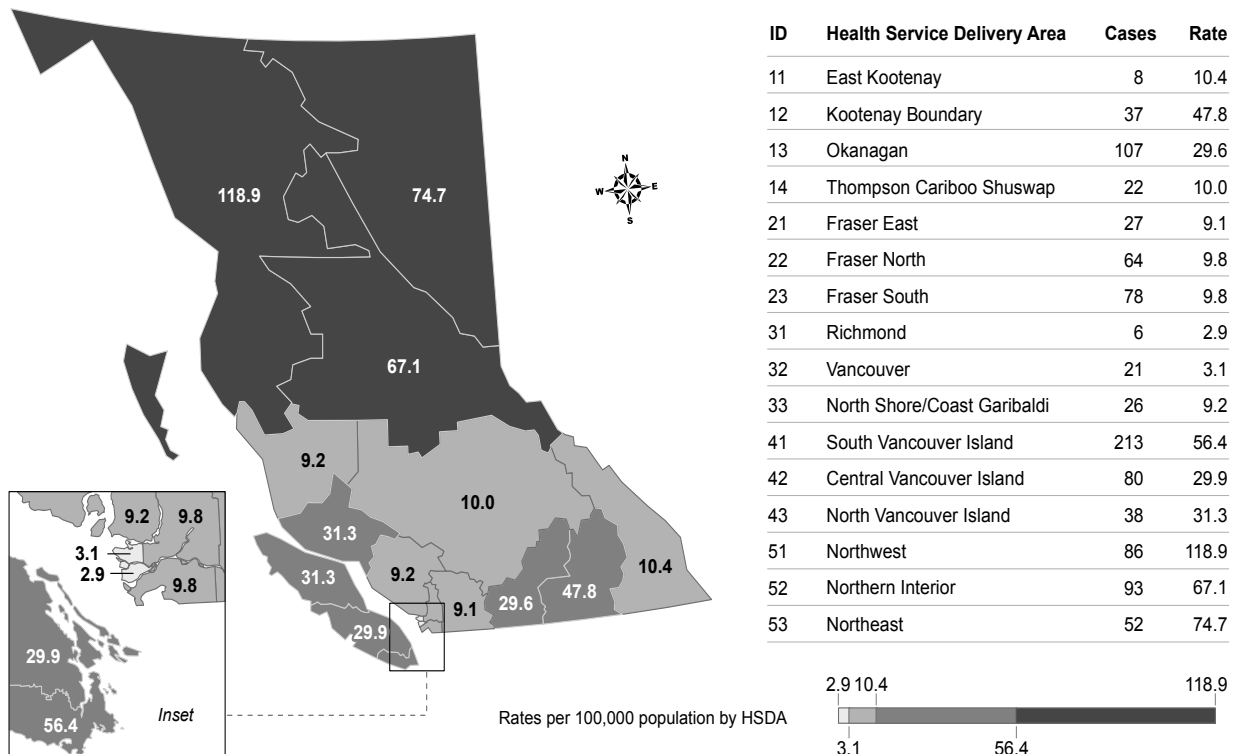 118.9
74.7
67.1
9.2
10.0
31.3
31.3
9.2
9.1
29.6
47.8
10.4
29.9
N
W E
S
9.2 9.8
3.1
2.9
9.8
29.9
56.4
Inset
ID Health Service Delivery Area Cases Rate
11 East Kootenay 8 10.4
12 Kootenay Boundary 37 47.8
13 Okanagan 107 29.6
14 Thompson Cariboo Shuswap 22 10.0
21 Fraser East 27 9.1
22 Fraser North 64 9.8
23 Fraser South 78 9.8
31 Richmond 6 2.9
32 Vancouver 21 3.1
33 North Shore/Coast Garibaldi 26 9.2
41 South Vancouver Island 213 56.4
42 Central Vancouver Island 80 29.9
43 North Vancouver Island 38 31.3
51 Northwest 86 118.9
52 Northern Interior 93 67.1
53 Northeast 52 74.7
2.9 10.4 118.9
Rates per 100,000 population by HSDA
3.1 56.4